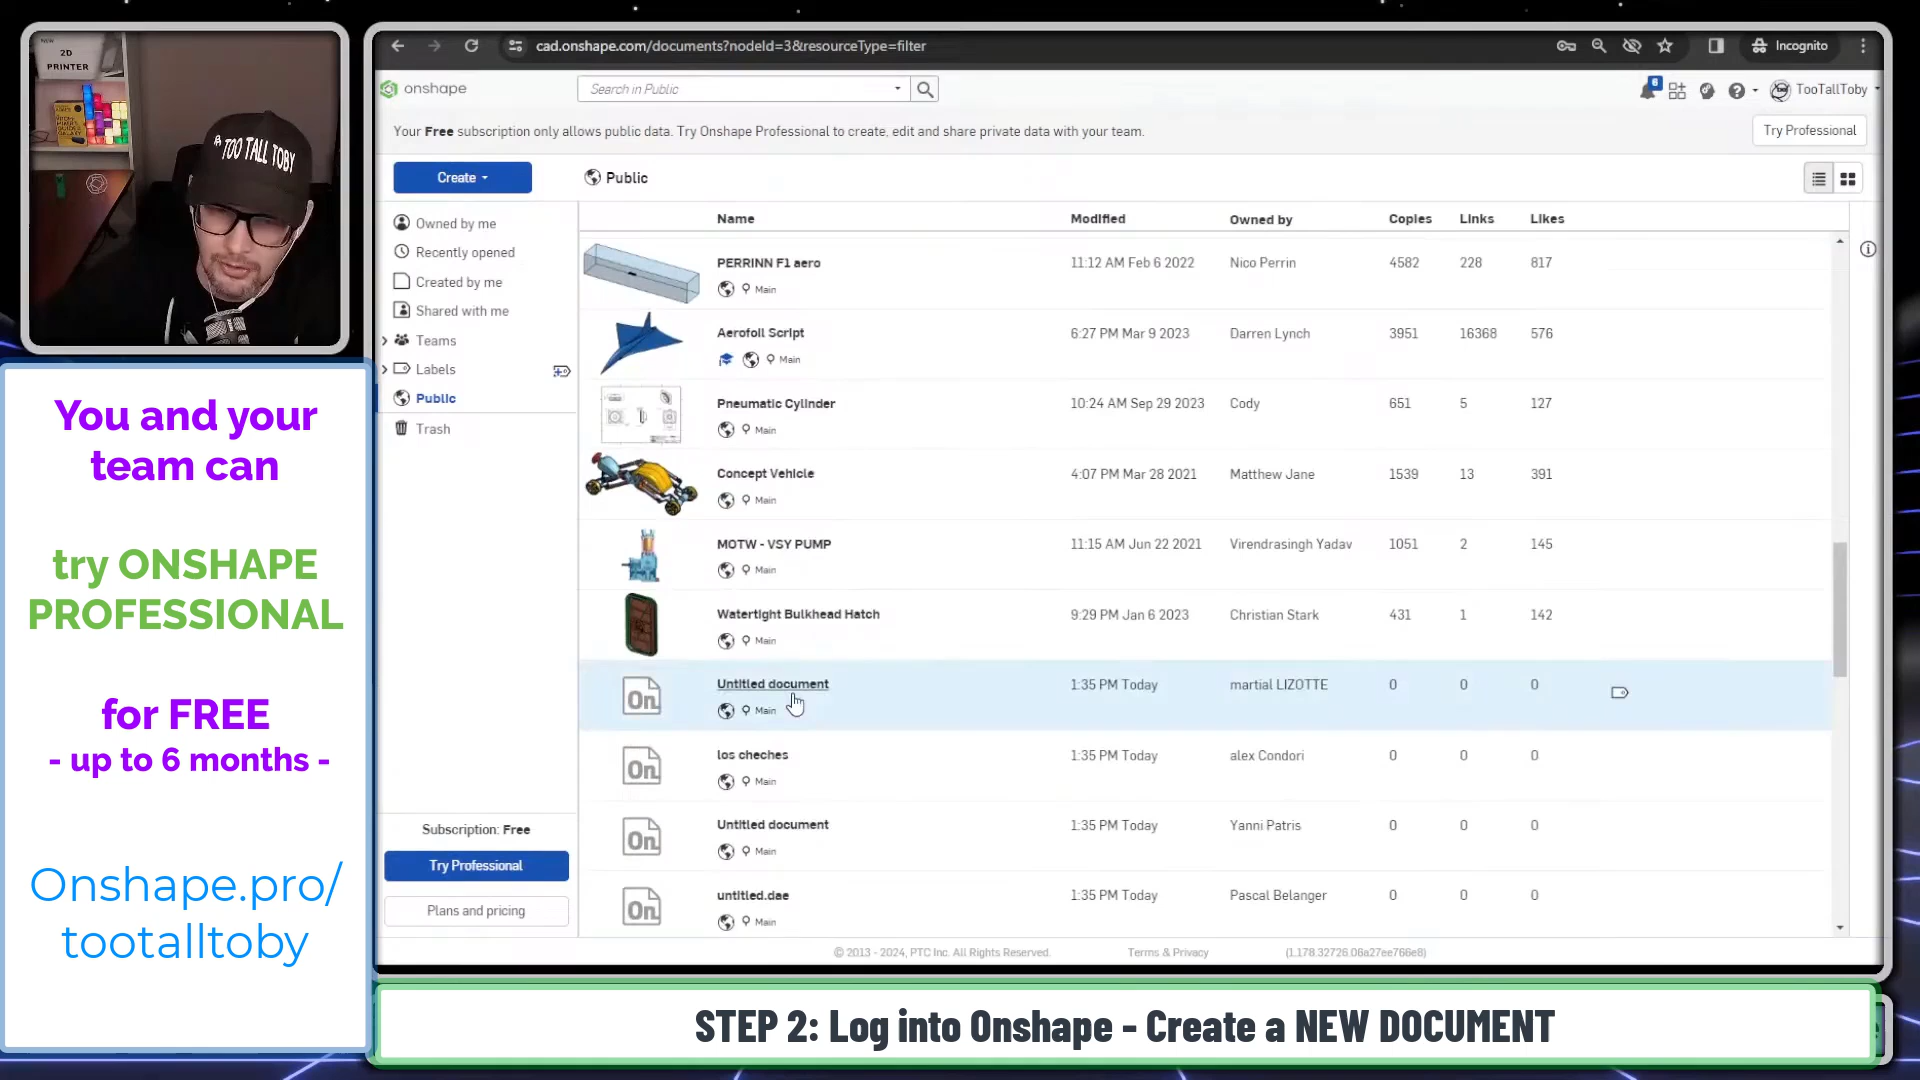 NEW
2D
PRINTER
TOO TALL TOBY
You and your
team can
try ONSHAPE
PROFESSIONAL
for FREE
- up to 6 months -
Onshape.pro/
tootalltoby
cad.onshape.com/documents?nodeId=3&resourceType=filter
Incognito
onshape
Search in Public
6
TooTallToby
Your Free subscription only allows public data. Try Onshape Professional to create, edit and share private data with your team.
Try Professional
Create
Public
Owned by me
Recently opened
Created by me
Shared with me
Teams
Labels
Public
Trash
Subscription: Free
Try Professional
Plans and pricing
Name Modified Owned by Copies Links Likes
PERRINN F1 aero 11:12 AM Feb 6 2022 Nico Perrin 4582 228 817
Main
Aerofoil Script 6:27 PM Mar 9 2023 Darren Lynch 3951 16368 576
Main
Pneumatic Cylinder 10:24 AM Sep 29 2023 Cody 651 5 127
Main
Concept Vehicle 4:07 PM Mar 28 2021 Matthew Jane 1539 13 391
Main
MOTW - VSY PUMP 11:15 AM Jun 22 2021 Virendrasingh Yadav 1051 2 145
Main
Watertight Bulkhead Hatch 9:29 PM Jan 6 2023 Christian Stark 431 1 142
Main
On Untitled document 1:35 PM Today martial LIZOTTE 0 0 0
Main
On los cheches 1:35 PM Today alex Condori 0 0 0
Main
On Untitled document 1:35 PM Today Yanni Patris 0 0 0
Main
On untitled.dae 1:35 PM Today Pascal Belanger 0 0 0
Main
© 2013 - 2024, PTC Inc. All Rights Reserved. Terms & Privacy (1.178.32726.06a27ee766e8)
STEP 2: Log into Onshape - Create a NEW DOCUMENT